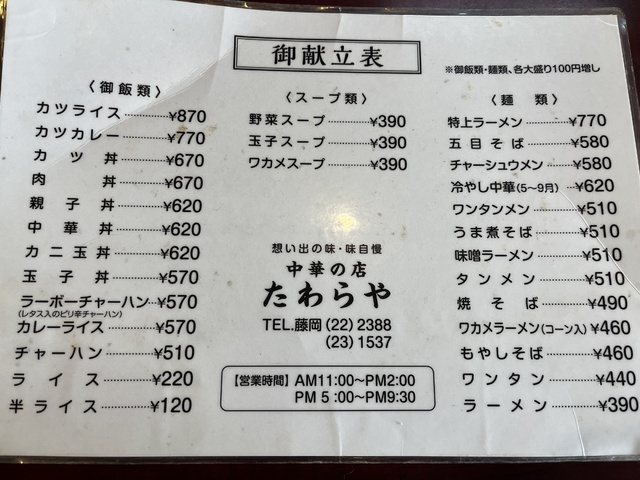 御献立表
※御飯類・麺類、各大盛り100円増し
〈御飯類〉
カツライス…………¥870
カツカレー…………¥770
カツ丼…………¥670
肉丼…………¥670
親子丼…………¥620
中華丼…………¥620
カニ玉丼…………¥620
玉子丼…………¥570
ラーボーチャーハン…¥570
(レタス入のピリ辛チャーハン)
カレーライス…………¥570
チャーハン…………¥510
ライス…………¥220
半ライス…………¥120
〈スープ類〉
野菜スープ…………¥390
玉子スープ…………¥390
ワカメスープ…………¥390
想い出の味・味自慢
中華の店
たわらや
TEL.藤岡(22)2388
(23)1537
【営業時間】AM11:00〜PM2:00
PM 5:00〜PM9:30
〈麺類〉
特上ラーメン…………¥770
五目そば…………¥580
チャーシュウメン…………¥580
冷やし中華(5〜9月)…¥620
ワンタンメン…………¥510
うま煮そば…………¥510
味噌ラーメン…………¥510
タンメン…………¥510
焼そば…………¥490
ワカメラーメン(コーン入)¥460
もやしそば…………¥460
ワンタン…………¥440
ラーメン…………¥390